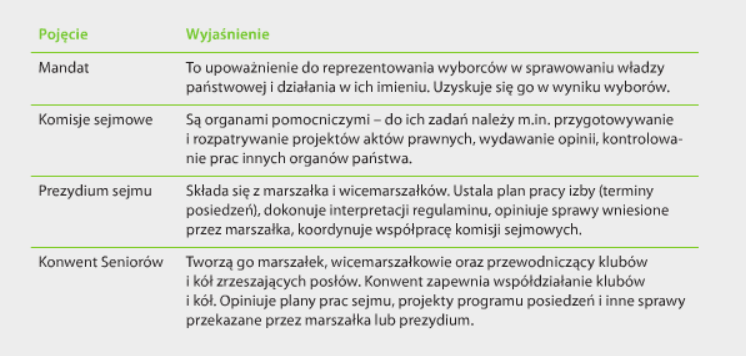 Pojęcie Wyjaśnienie
Mandat To upoważnienie do reprezentowania wyborców w sprawowaniu władzy
państwowej i działania w ich imieniu. Uzyskuje się go w wyniku wyborów.
Komisje sejmowe Są organami pomocniczymi – do ich zadań należy m.in. przygotowywanie
i rozpatrywanie projektów aktów prawnych, wydawanie opinii, kontrolowa-
nie prac innych organów państwa.
Prezydium sejmu Składa się z marszałka i wicemarszałków. Ustala plan pracy izby (terminy
posiedzeń), dokonuje interpretacji regulaminu, opiniuje sprawy wniesione
przez marszałka, koordynuje współpracę komisji sejmowych.
Konwent Seniorów Tworzą go marszałek, wicemarszałkowie oraz przewodniczący klubów
i kół zrzeszających posłów. Konwent zapewnia współdziałanie klubów
i kół. Opiniuje plany prac sejmu, projekty programu posiedzeń i inne sprawy
przekazane przez marszałka lub prezydium.